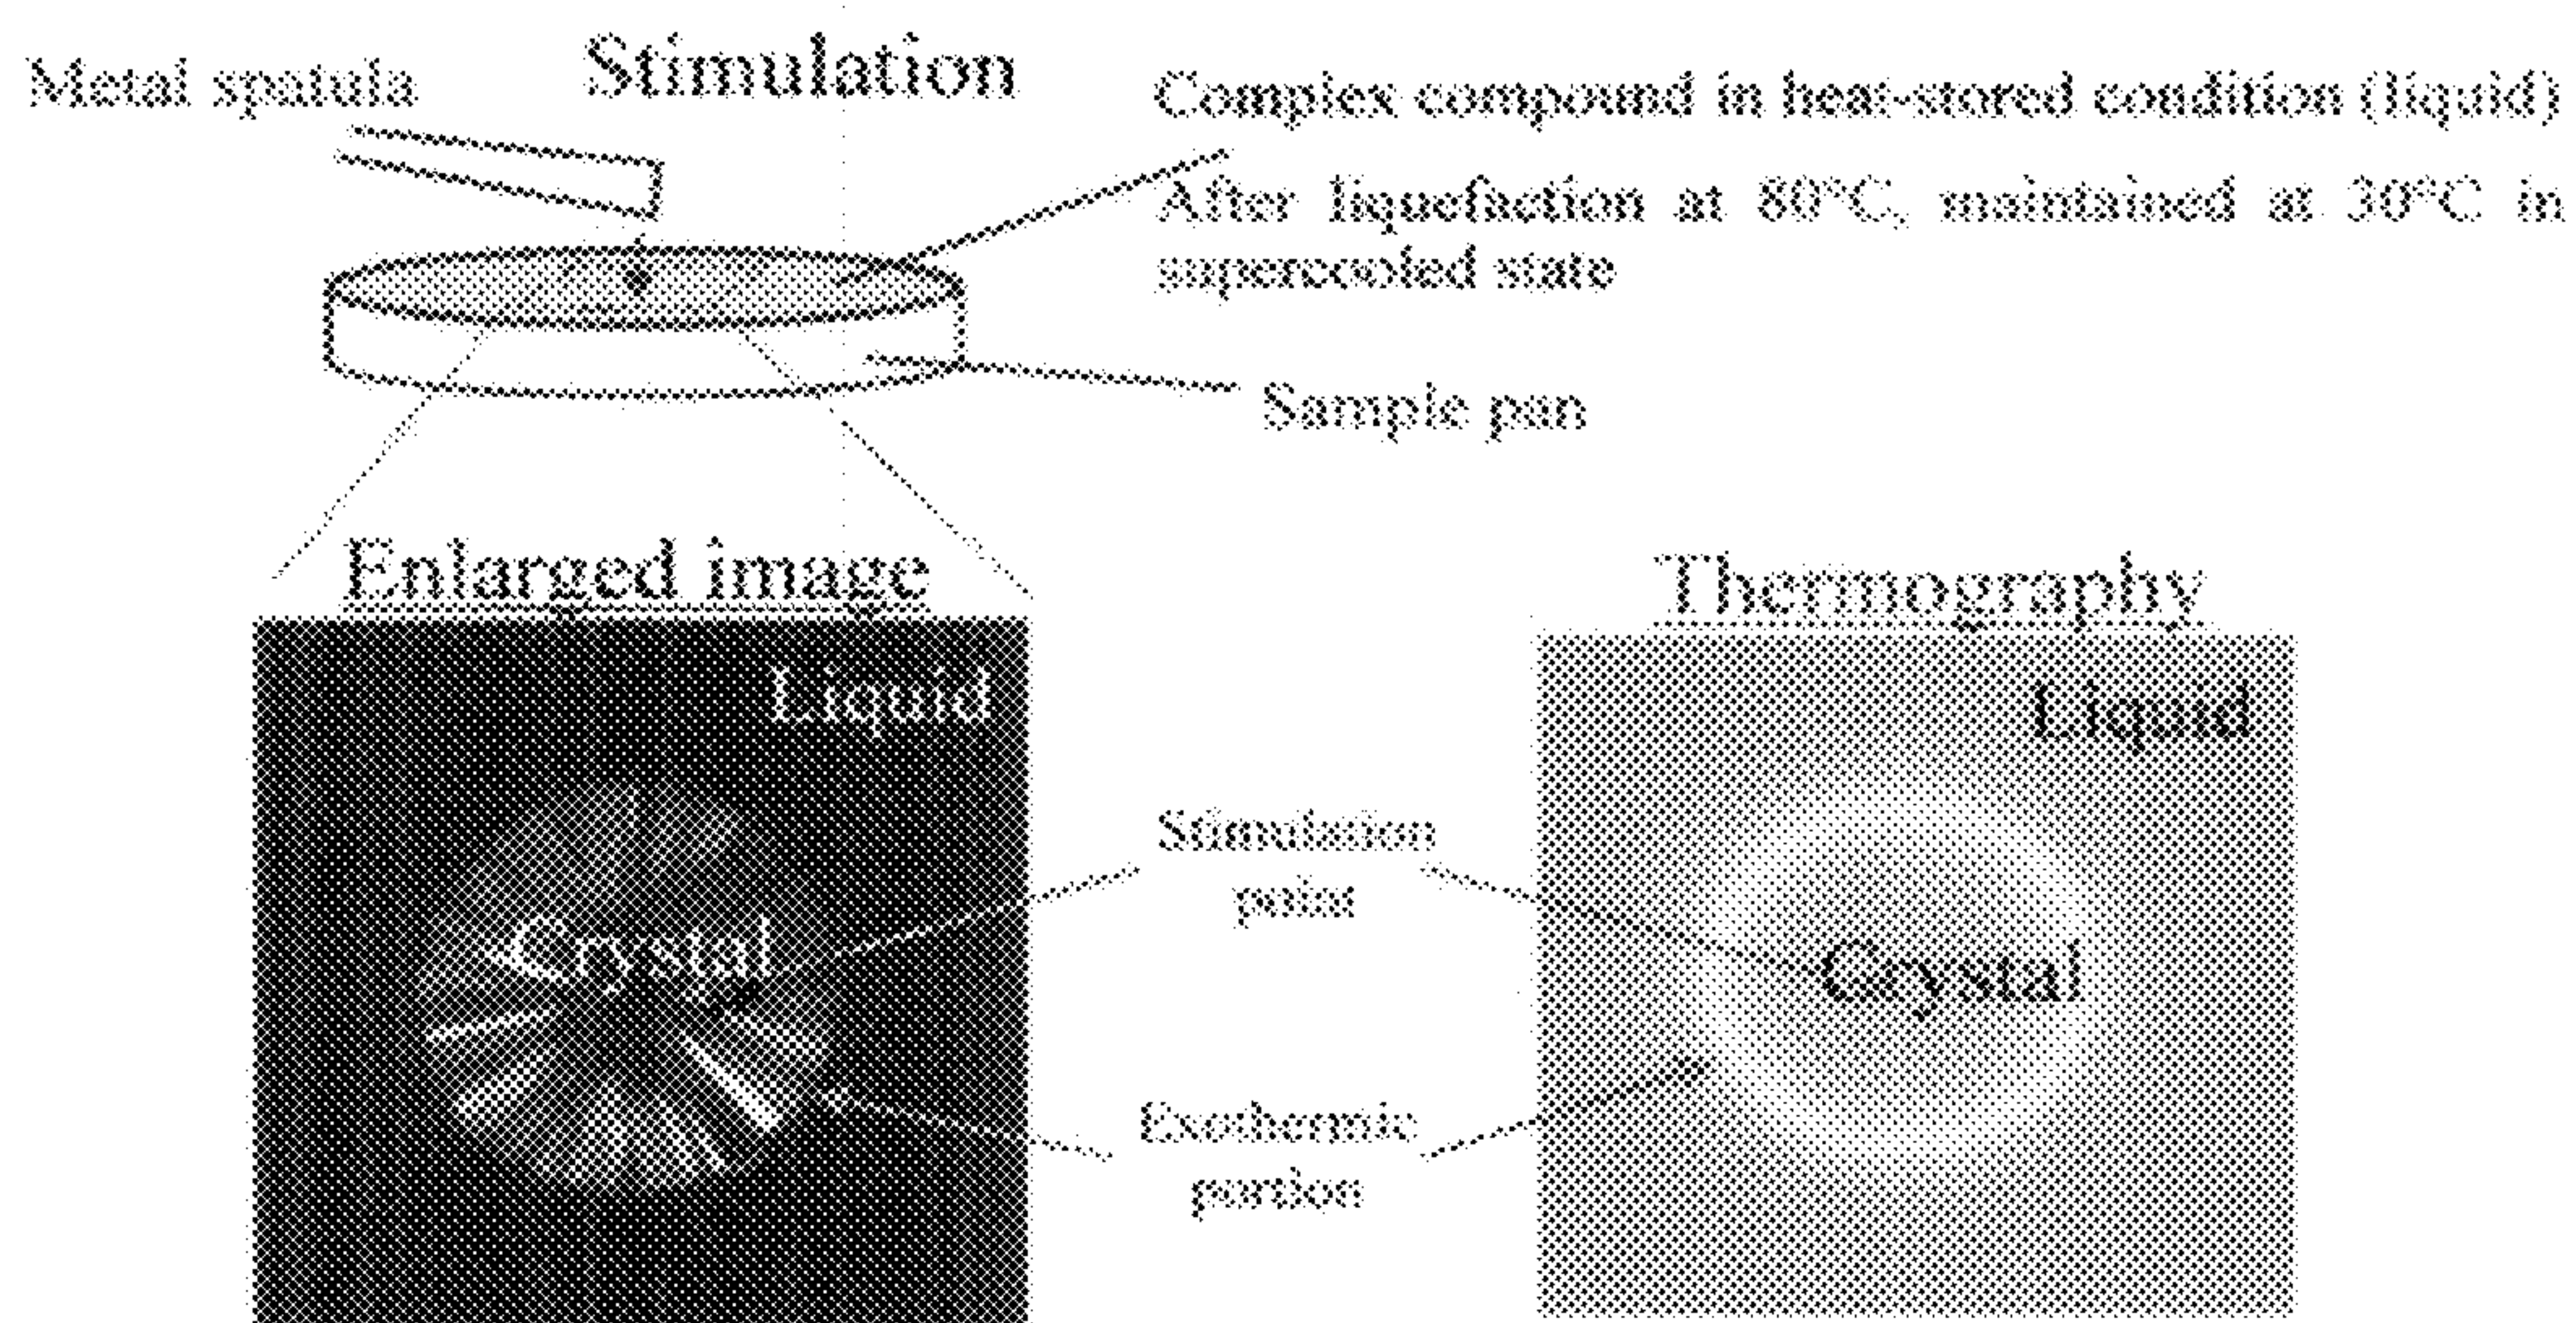 Metal spatula
Stimulation
Complex compound in heat-stored condition (liquid)
After liquefaction at 80°C, maintained at 30°C in
supercooled state
Sample pan
Enlarged image
Thermography
Liquid
Liquid
Stimulation
point
Crystal
Crystal
Exothermic
portion